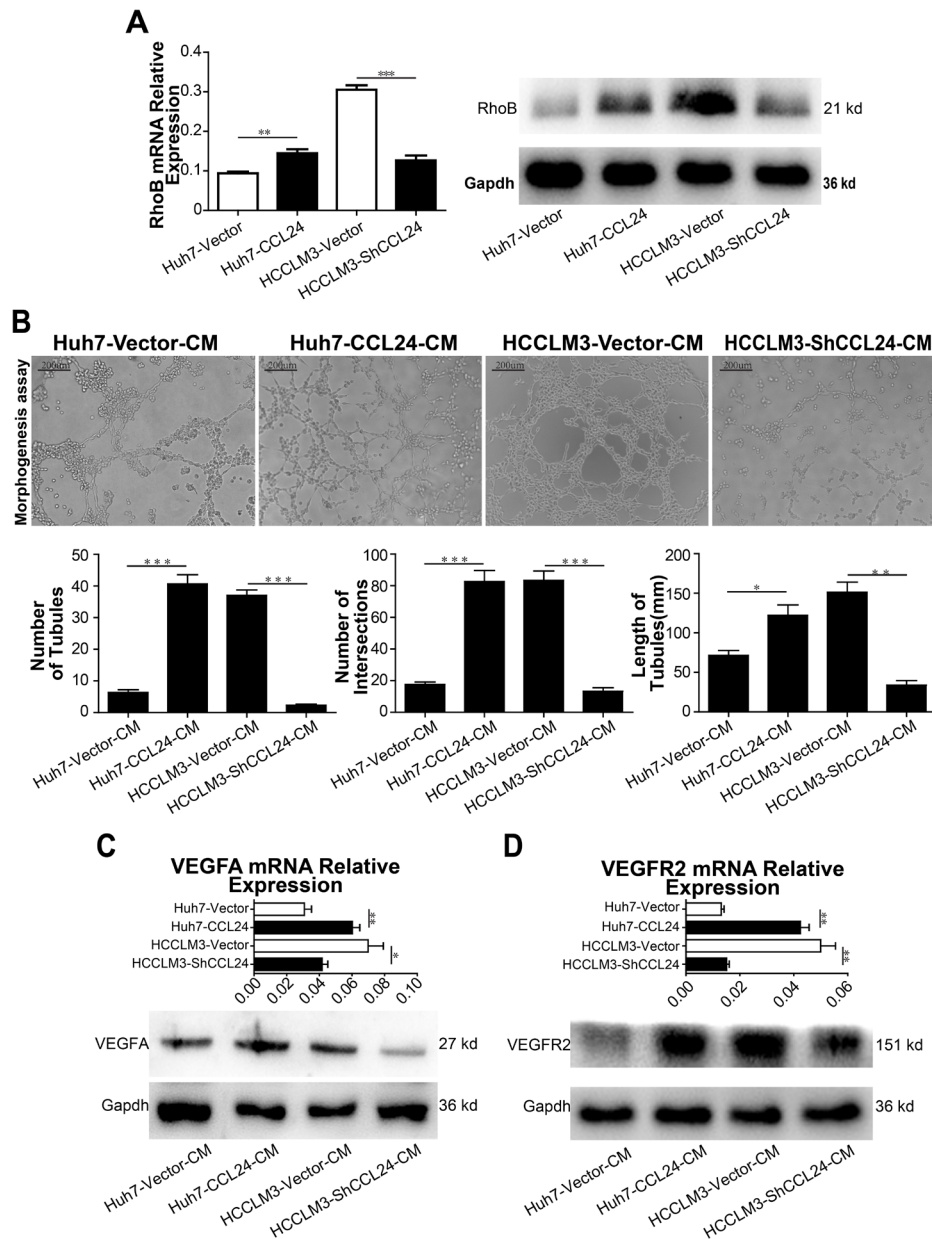 A
RhoB mRNA Relative
Expression
0.4
0.3
0.2
0.1
0
**
***
Huh7-Vector
Huh7-CCL24
HCCLM3-Vector
HCCLM3-ShCCL24
RhoB
21 kd
Gapdh
36 kd
Huh7-Vector
Huh7-CCL24
HCCLM3-Vector
HCCLM3-ShCCL24
B
Huh7-Vector-CM
Huh7-CCL24-CM
HCCLM3-Vector-CM
HCCLM3-ShCCL24-CM
Morphogenesis assay
200um
200um
200um
200um
Number
of Tubules
50
40
30
20
10
0
***
***
Huh7-Vector-CM
Huh7-CCL24-CM
HCCLM3-Vector-CM
HCCLM3-ShCCL24-CM
Number of
Intersections
100
80
60
40
20
0
***
***
Huh7-Vector-CM
Huh7-CCL24-CM
HCCLM3-Vector-CM
HCCLM3-ShCCL24-CM
Length of
Tubules(mm)
200
150
100
50
0
*
**
Huh7-Vector-CM
Huh7-CCL24-CM
HCCLM3-Vector-CM
HCCLM3-ShCCL24-CM
C
VEGFA mRNA Relative
Expression
Huh7-Vector
Huh7-CCL24
HCCLM3-Vector
HCCLM3-ShCCL24
**
*
0.00
0.02
0.04
0.06
0.08
0.10
VEGFA
27 kd
Gapdh
36 kd
Huh7-Vector-CM
Huh7-CCL24-CM
HCCLM3-Vector-CM
HCCLM3-ShCCL24-CM
D
VEGFR2 mRNA Relative
Expression
Huh7-Vector
Huh7-CCL24
HCCLM3-Vector
HCCLM3-ShCCL24
**
**
0.00
0.02
0.04
0.06
VEGFR2
151 kd
Gapdh
36 kd
Huh7-Vector-CM
Huh7-CCL24-CM
HCCLM3-Vector-CM
HCCLM3-ShCCL24-CM